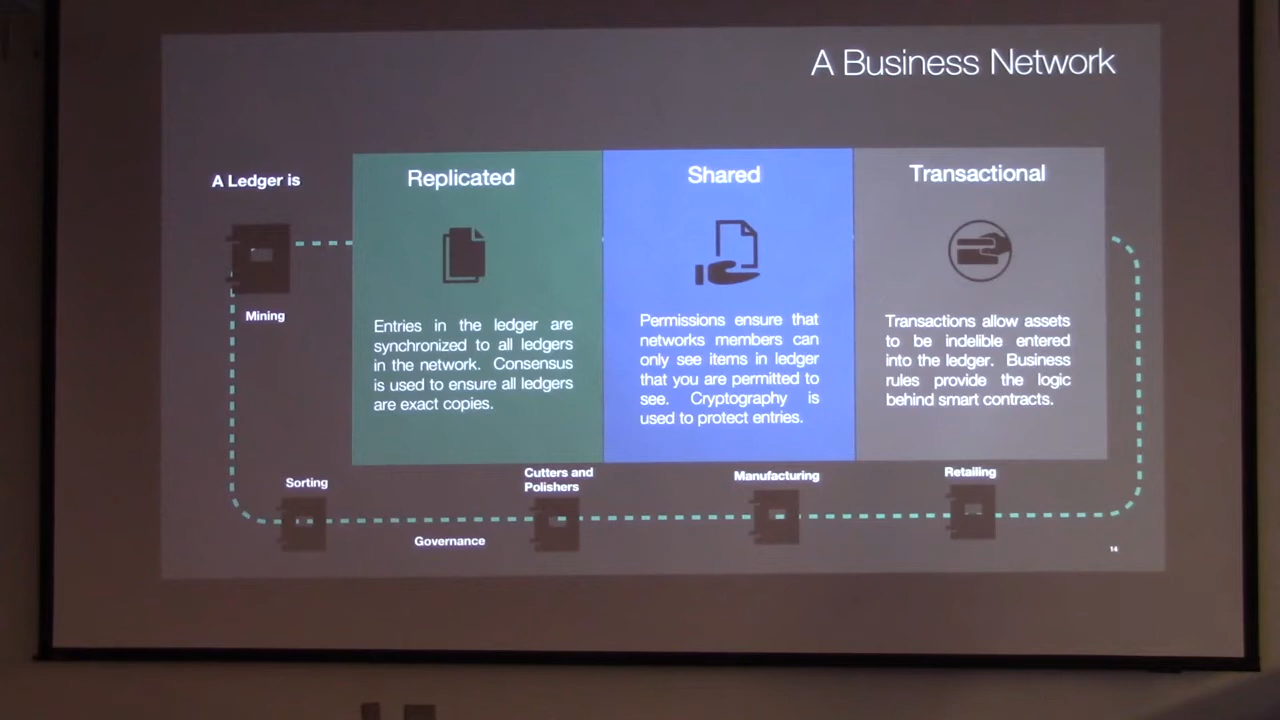 A Business Network
A Ledger is
Replicated
Entries in the ledger are
synchronized to all ledgers
in the network. Consensus
is used to ensure all ledgers
are exact copies.
Shared
Permissions ensure that
networks members can
only see items in ledger
that you are permitted to
see. Cryptography is
used to protect entries.
Transactional
Transactions allow assets
to be indelible entered
into the ledger. Business
rules provide the logic
behind smart contracts.
Mining
Sorting
Cutters and
Polishers
Manufacturing
Retailing
Governance
14